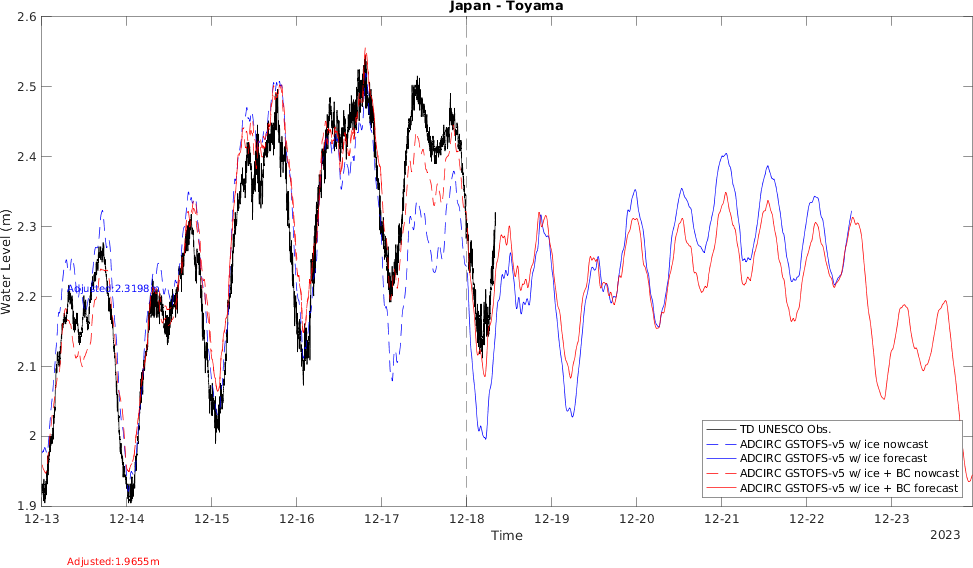 Japan - Toyama
2.6
2.5
2.4
2.3
2.2
2.1
2
1.9
Water Level (m)
Adjusted:2.3198m
12-13
12-14
12-15
12-16
12-17
12-18
12-19
12-20
12-21
12-22
12-23
Time
2023
TD UNESCO Obs.
ADCIRC GSTOFS-v5 w/ ice nowcast
ADCIRC GSTOFS-v5 w/ ice forecast
ADCIRC GSTOFS-v5 w/ ice + BC nowcast
ADCIRC GSTOFS-v5 w/ ice + BC forecast
Adjusted:1.9655m